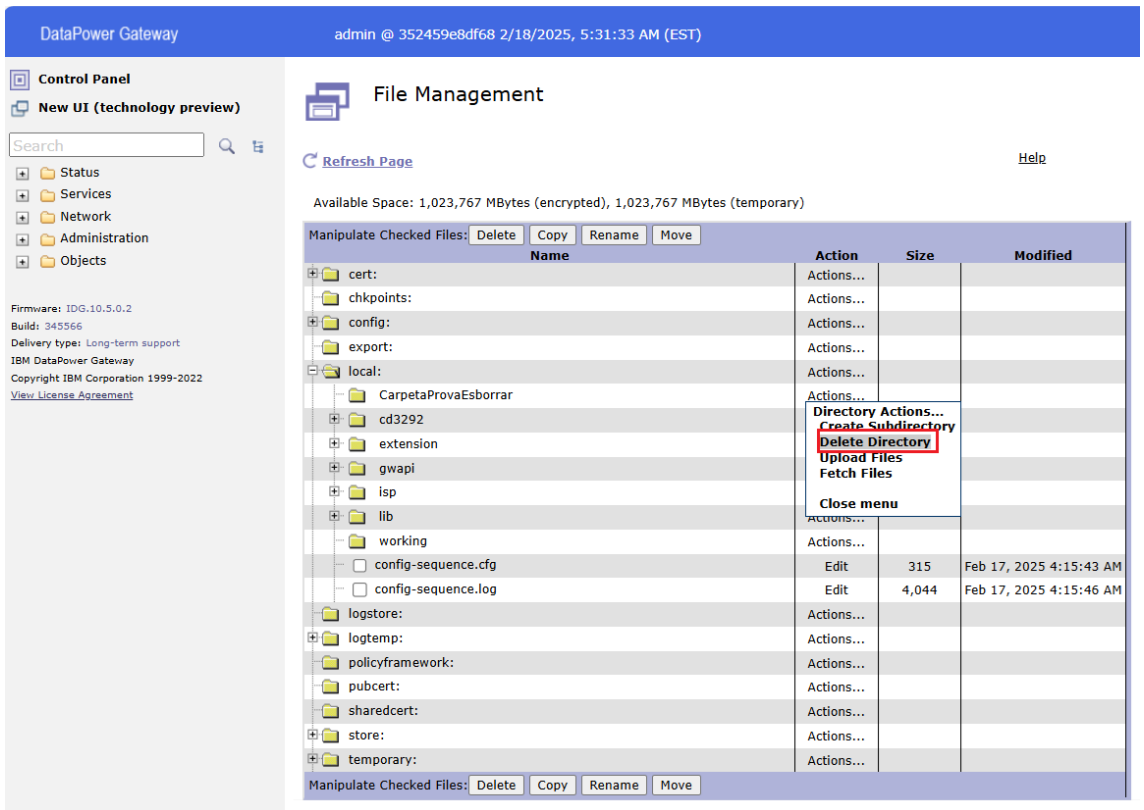 DataPower Gateway admin @ 352459e8df68 2/18/2025, 5:31:33 AM (EST)
Control Panel
New UI (technology preview)
Search
Status
Services
Network
Administration
Objects
Firmware: IDG.10.5.0.2
Build: 345566
Delivery type: Long-term support
IBM DataPower Gateway
Copyright IBM Corporation 1999-2022
View License Agreement
File Management
Refresh Page Help
Available Space: 1,023,767 MBytes (encrypted), 1,023,767 MBytes (temporary)
Manipulate Checked Files: Delete Copy Rename Move
Name Action Size Modified
cert: Actions...
chkpoints: Actions...
config: Actions...
export: Actions...
local: Actions...
CarpetaProvaEsborrar Actions...
cd3292
extension
gwapi
isp
lib Actions...
Directory Actions...
Create Subdirectory
Delete Directory
Upload Files
Fetch Files
Close menu
working Actions...
config-sequence.cfg Edit 315 Feb 17, 2025 4:15:43 AM
config-sequence.log Edit 4,044 Feb 17, 2025 4:15:46 AM
logstore: Actions...
logtemp: Actions...
policyframework: Actions...
pubcert: Actions...
sharedcert: Actions...
store: Actions...
temporary: Actions...
Manipulate Checked Files: Delete Copy Rename Move